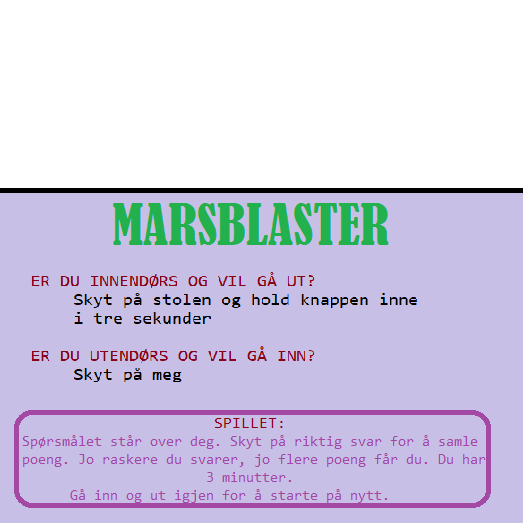 MARSBLASTER
ER DU INNENDØRS OG VIL GÅ UT?
Skyt på stolen og hold knappen inne
i tre sekunder
ER DU UTENDØRS OG VIL GÅ INN?
Skyt på meg
SPILLET:
Spørsmålet står over deg. Skyt på riktig svar for å samle
poeng. Jo raskere du svarer, jo flere poeng får du. Du har
3 minutter.
Gå inn og ut igjen for å starte på nytt.